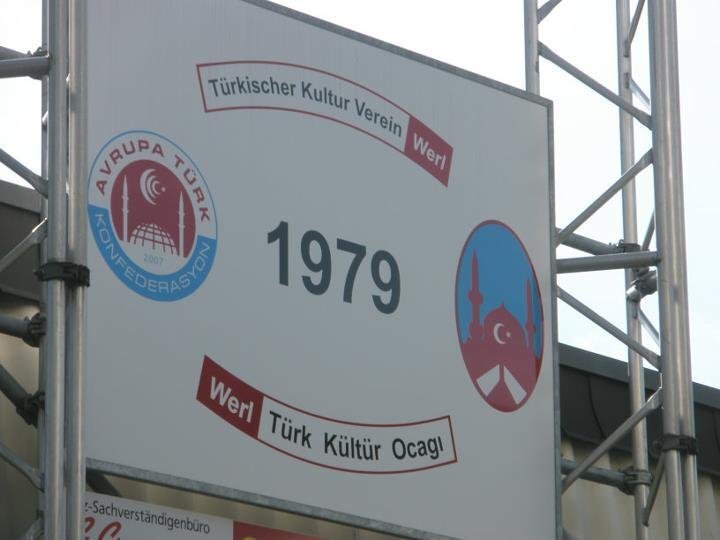 Türkischer Kultur Verein Werl
AVRUPA TÜRK
KONFEDERASYON
2007
1979
Werl Türk Kültür Ocagı
z-Sachverständigenbüro